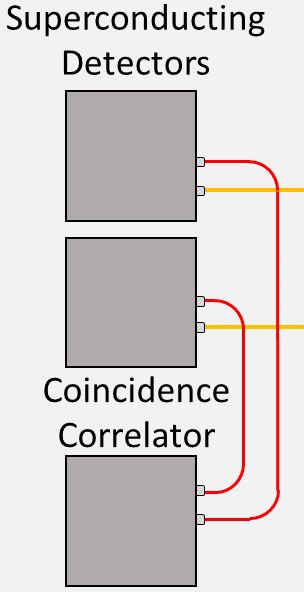 Superconducting
Detectors
Coincidence
Correlator